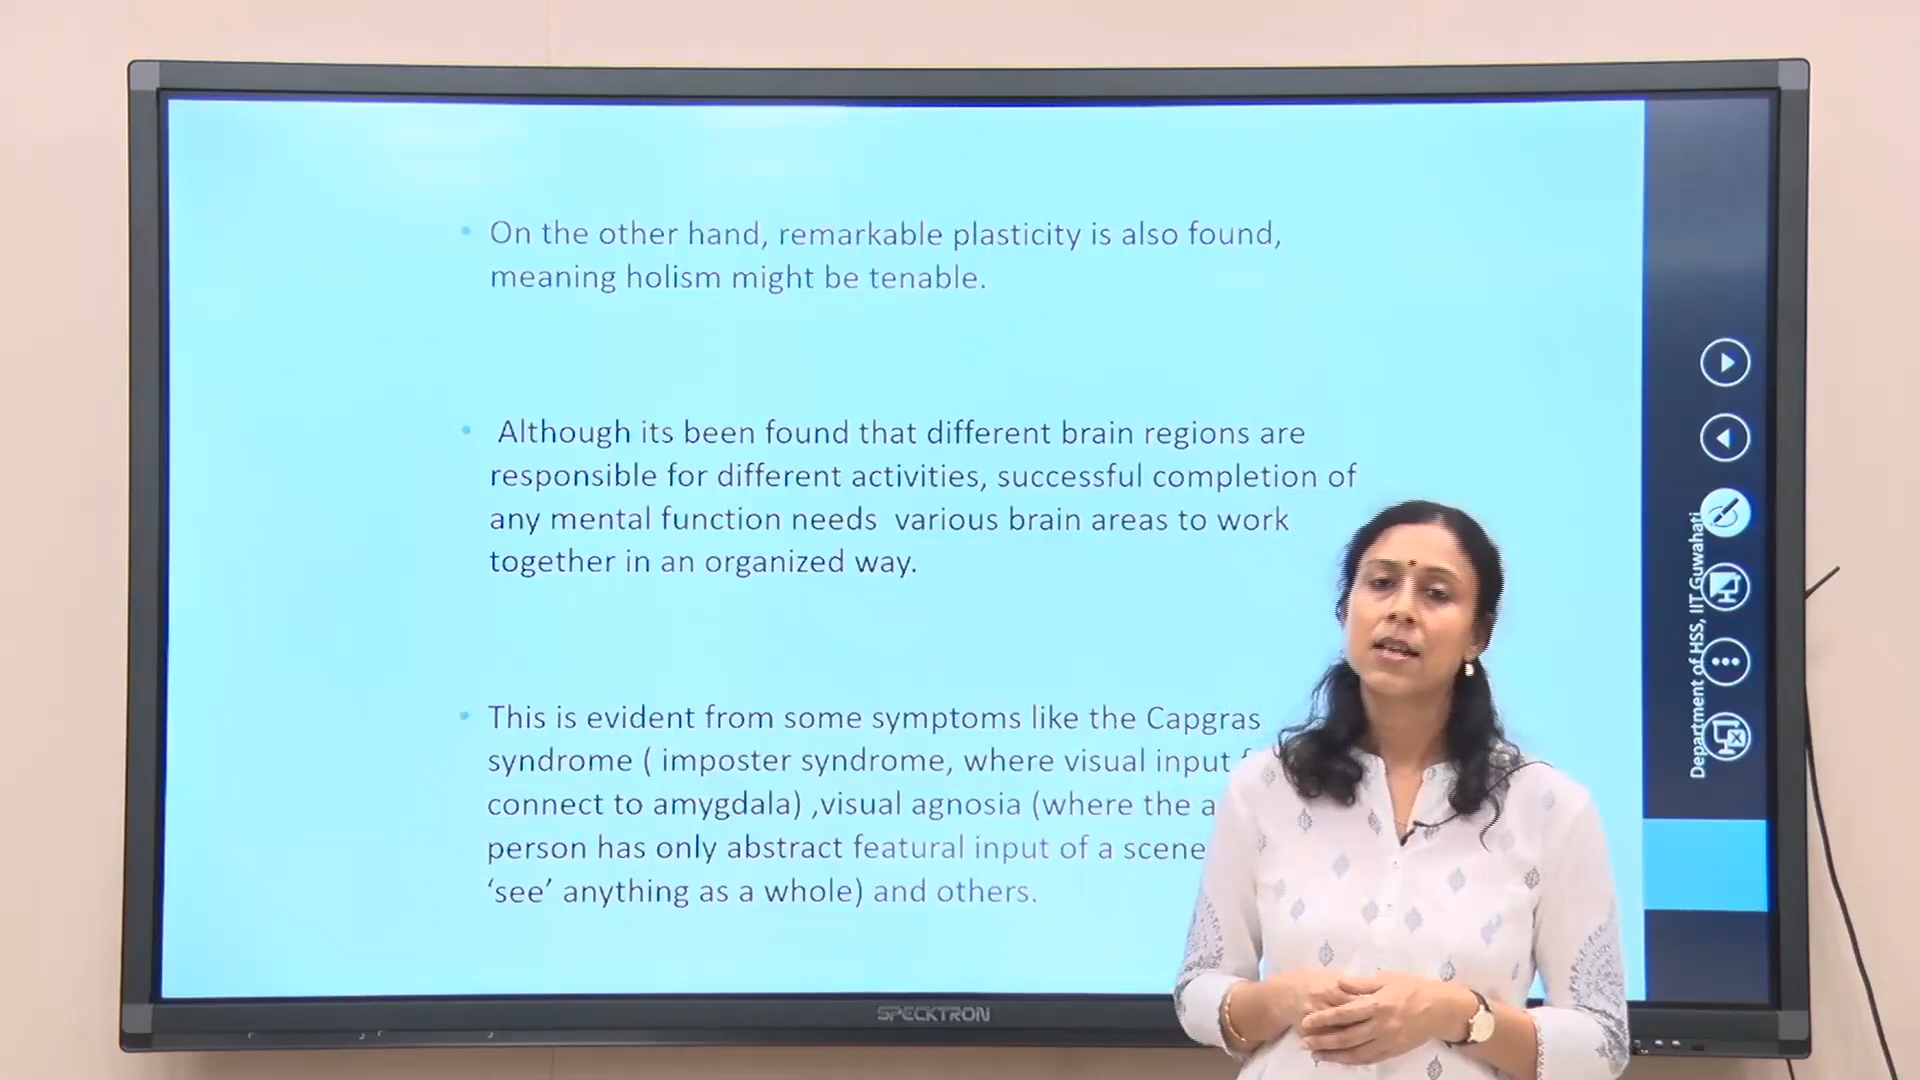 • On the other hand, remarkable plasticity is also found,
meaning holism might be tenable.
• Although its been found that different brain regions are
responsible for different activities, successful completion of
any mental function needs various brain areas to work
together in an organized way.
• This is evident from some symptoms like the Capgras
syndrome ( imposter syndrome, where visual input
connect to amygdala) ,visual agnosia (where the
person has only abstract featural input of a scene
‘see’ anything as a whole) and others.
Department of HSS, IIT Guwahati
SPECKTRON